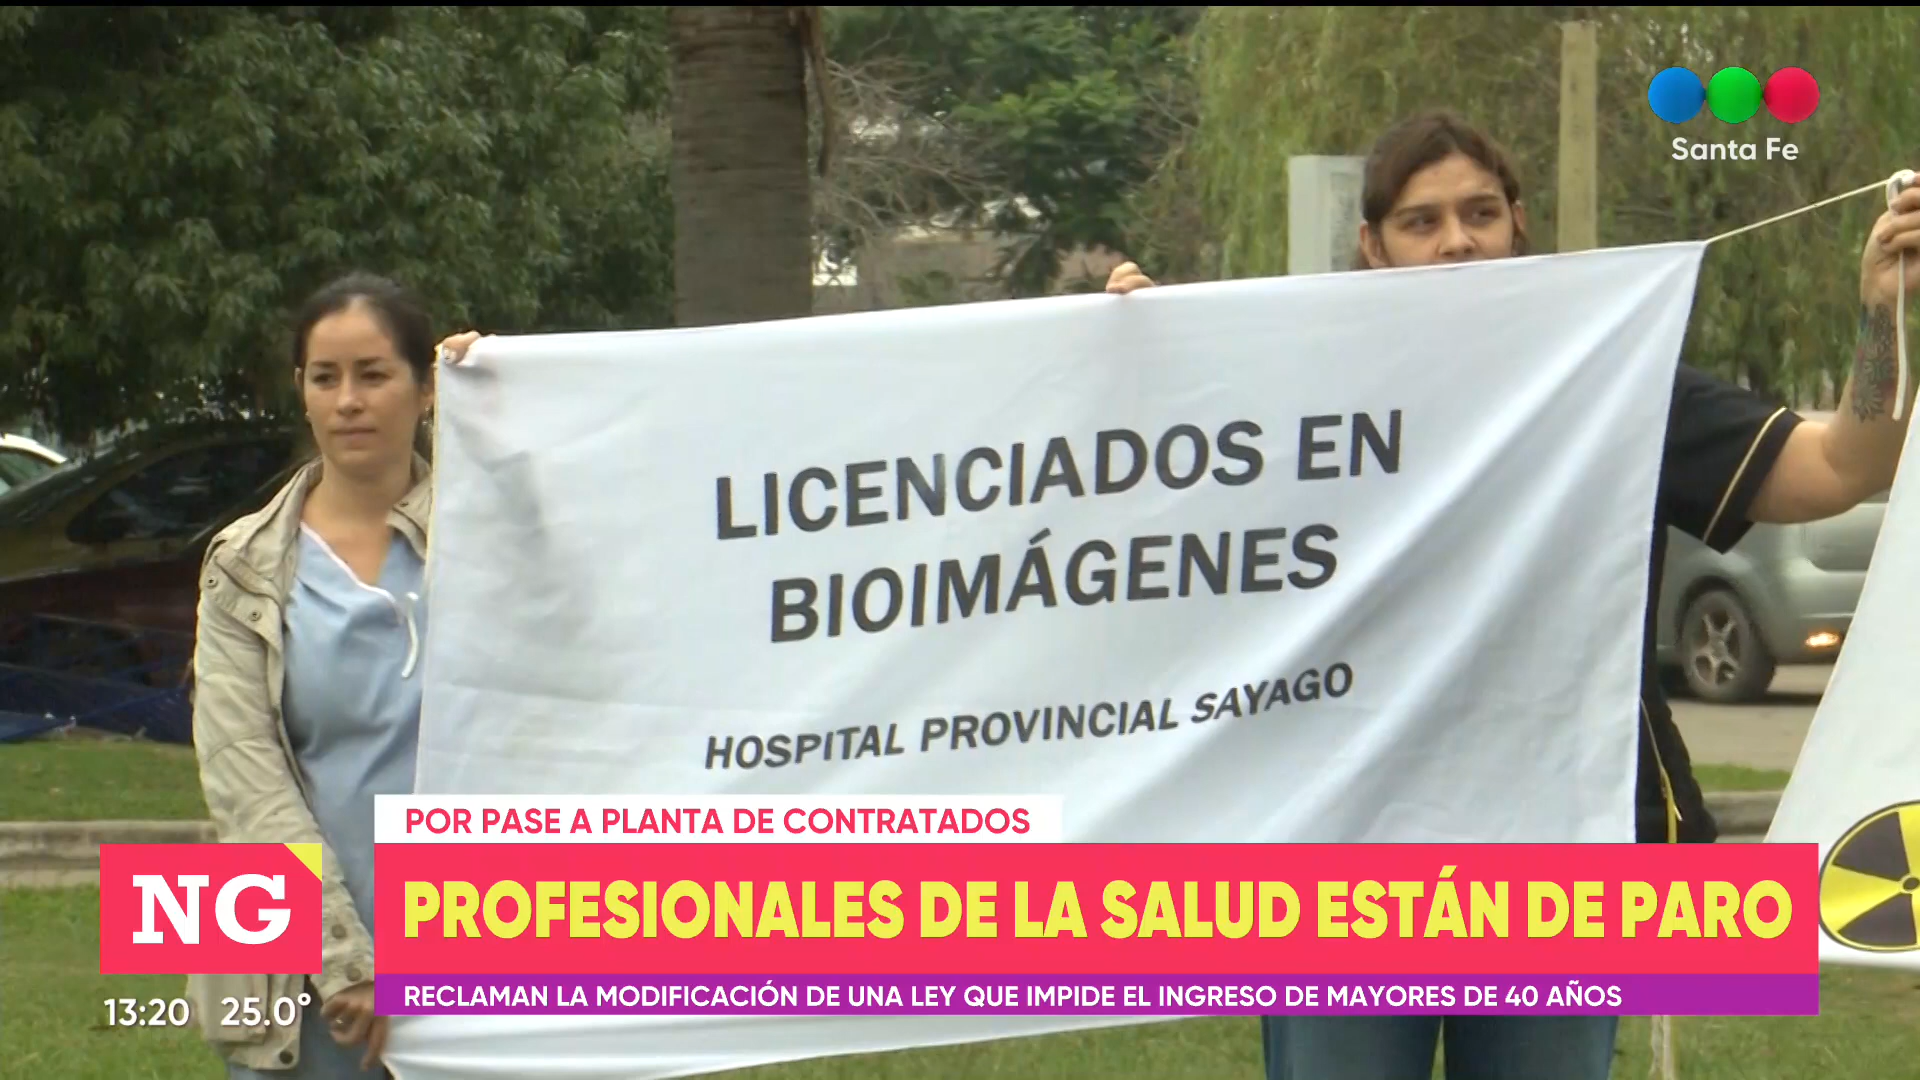 Santa Fe
LICENCIADOS EN
BIOIMÁGENES
HOSPITAL PROVINCIAL SAYAGO
POR PASE A PLANTA DE CONTRATADOS
NG
PROFESIONALES DE LA SALUD ESTÁN DE PARO
RECLAMAN LA MODIFICACIÓN DE UNA LEY QUE IMPIDE EL INGRESO DE MAYORES DE 40 AÑOS
13:20 25.0°